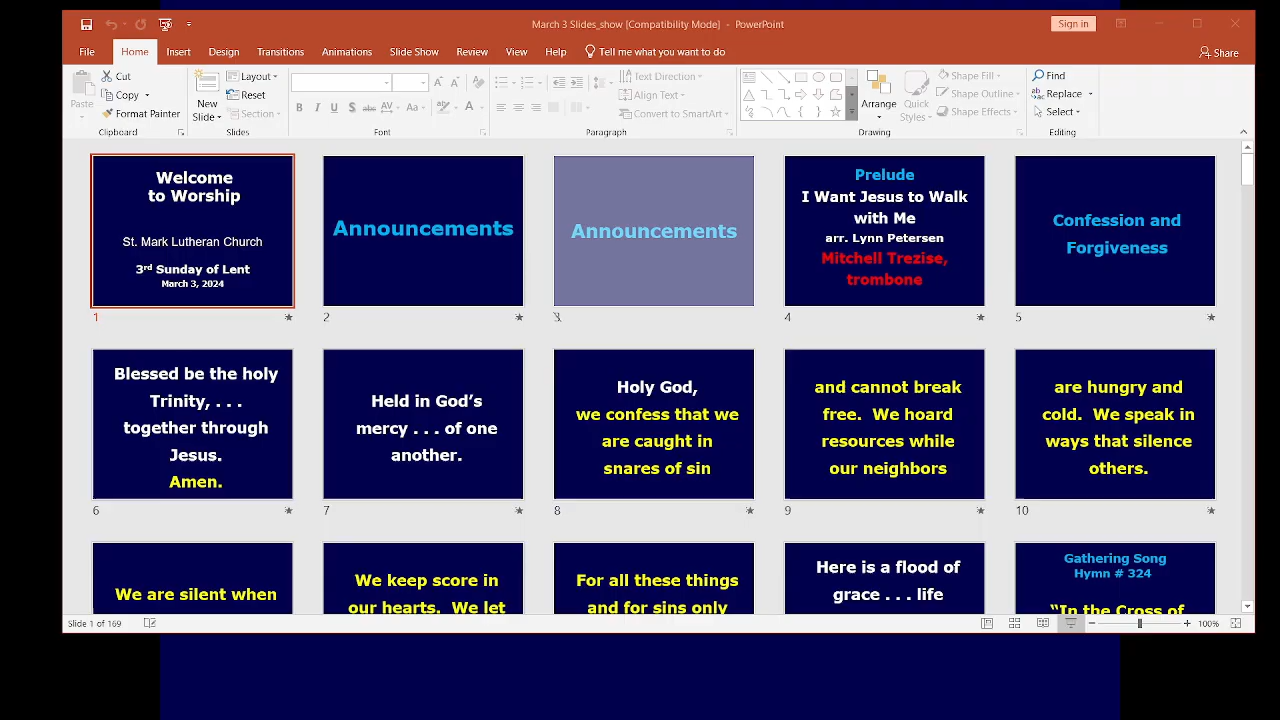 March 3 Slides_show [Compatibility Mode] - PowerPoint
Sign in
File Home Insert Design Transitions Animations Slide Show Review View Help Tell me what you want to do Share
Paste
Cut
Copy
Format Painter
Clipboard
New
Slide
Layout
Reset
Section
Slides
B I U S abc AV Aa A
Font
Text Direction
Align Text
Convert to SmartArt
Paragraph
Arrange
Quick
Styles
Shape Fill
Shape Outline
Shape Effects
Drawing
Find
Replace
Select
Editing
Welcome
to Worship
St. Mark Lutheran Church
3rd Sunday of Lent
March 3, 2024
1
Announcements
2
Announcements
3
Prelude
I Want Jesus to Walk
with Me
arr. Lynn Petersen
Mitchell Trezise,
trombone
4
Confession and
Forgiveness
5
Blessed be the holy
Trinity, . . .
together through
Jesus.
Amen.
6
Held in God’s
mercy . . . of one
another.
7
Holy God,
we confess that we
are caught in
snares of sin
8
and cannot break
free.  We hoard
resources while
our neighbors
9
are hungry and
cold.  We speak in
ways that silence
others.
10
We are silent when
We keep score in
our hearts.  We let
For all these things
and for sins only
Here is a flood of
grace . . . life
Gathering Song
Hymn # 324
“In the Cross of
Slide 1 of 169
100%